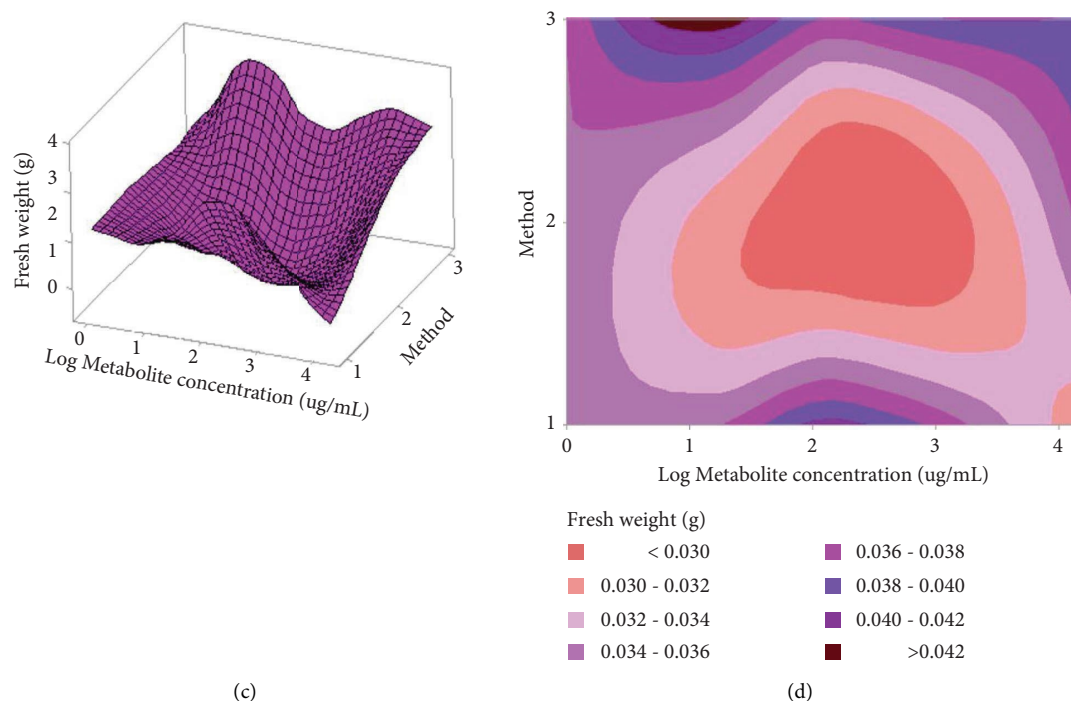 4
3
2
1
0
Fresh weight (g)
0
1
2
3
4
Log Metabolite concentration (ug/mL)
1
2
3
Method
(c)
3
2
1
Method
0
1
2
3
4
Log Metabolite concentration (ug/mL)
Fresh weight (g)
< 0.030
0.036 - 0.038
0.030 - 0.032
0.038 - 0.040
0.032 - 0.034
0.040 - 0.042
0.034 - 0.036
>0.042
(d)